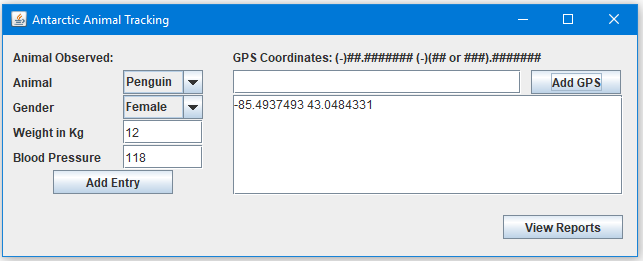 Antarctic Animal Tracking
Animal Observed:
GPS Coordinates: (-)##.####### (-)(## or ###).#######
Animal Penguin
Add GPS
Gender Female
-85.4937493 43.0484331
Weight in Kg 12
Blood Pressure 118
Add Entry
View Reports